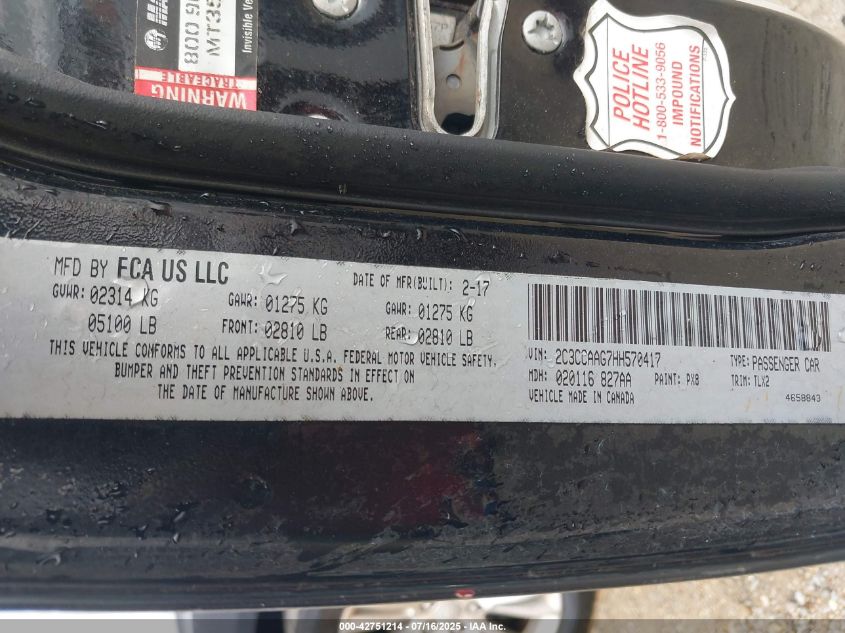 800
MT35
Invisible
WARNING
TRACEABLE
POLICE
HOTLINE
1-800-533-9056
IMPOUND
NOTIFICATIONS
MFD BY FCA US LLC
DATE OF MFR(BUILT): 2-17
GVWR: 02314 KG
GAWR: 01275 KG
GAWR: 01275 KG
05100 LB
FRONT: 02810 LB
REAR: 02810 LB
THIS VEHICLE CONFORMS TO ALL APPLICABLE U.S.A. FEDERAL MOTOR VEHICLE SAFETY,
BUMPER AND THEFT PREVENTION STANDARDS IN EFFECT ON
THE DATE OF MANUFACTURE SHOWN ABOVE.
VIN: 2C3CCAAG7HH570417
TYPE: PASSENGER CAR
MDH: 020116 827AA
PAINT: PX8
TRIM: TLX2
VEHICLE MADE IN CANADA
4658843
000-42751214 - 07/16/2025 - IAA Inc.